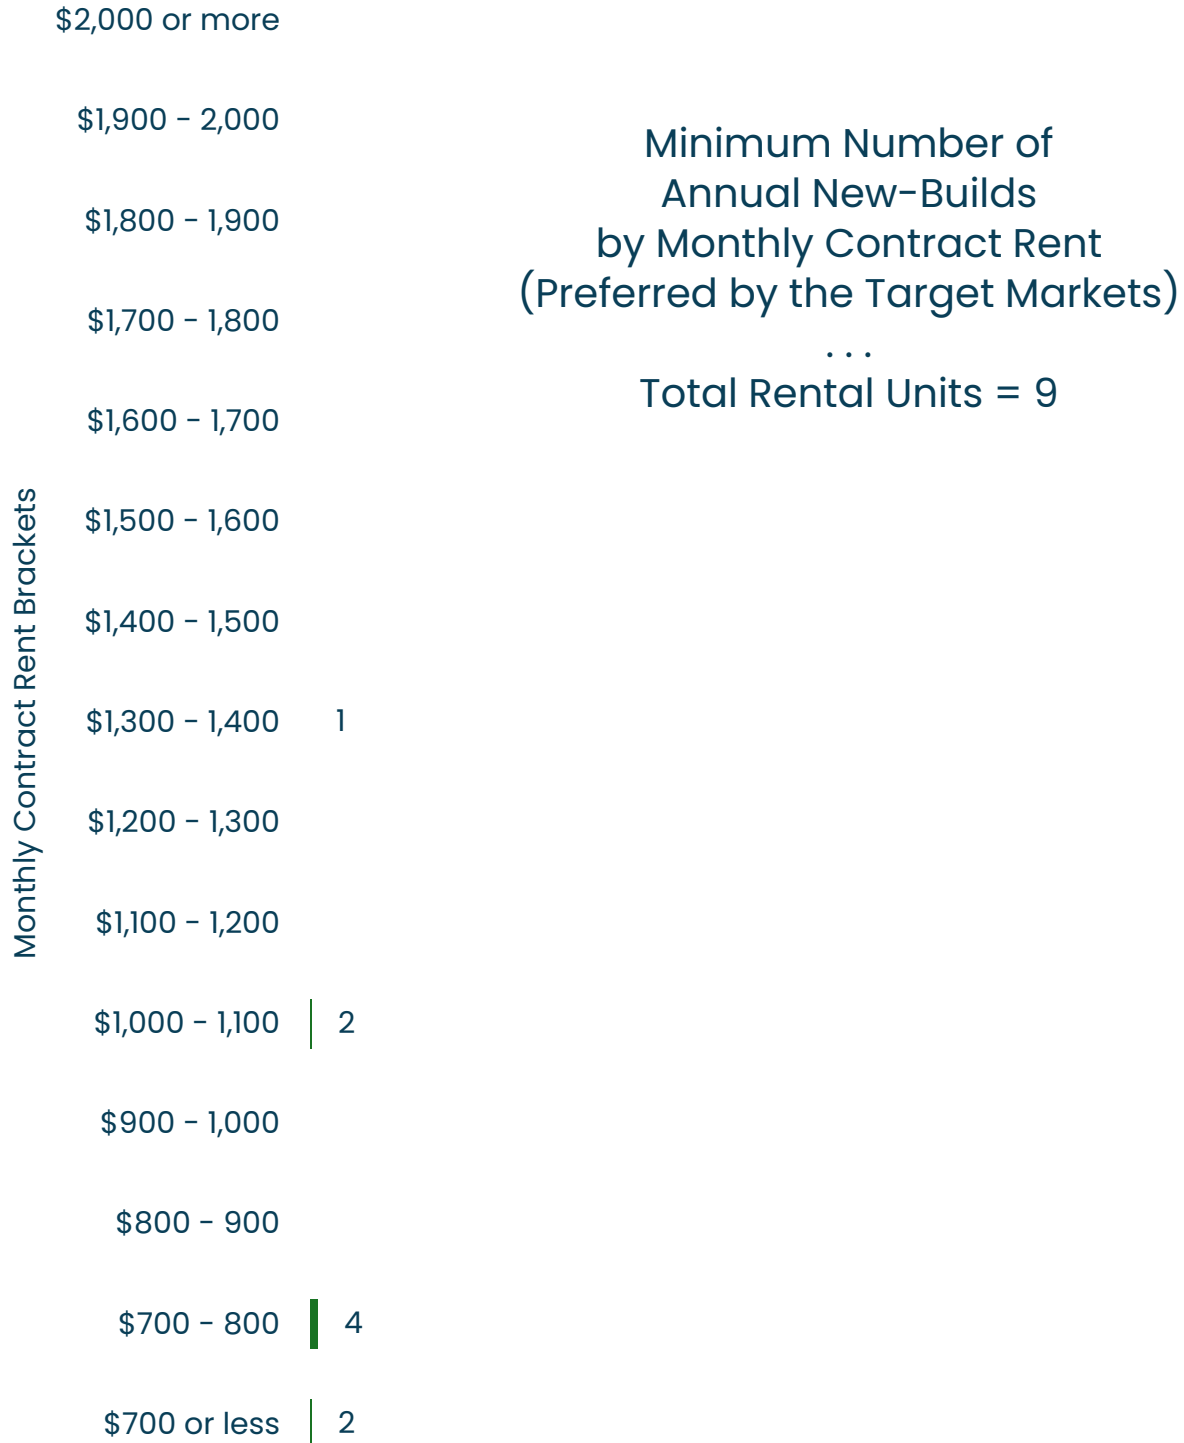 $2,000 or more
$1,900 - 2,000
$1,800 - 1,900
$1,700 - 1,800
$1,600 - 1,700
$1,500 - 1,600
$1,400 - 1,500
$1,300 - 1,400 1
$1,200 - 1,300
$1,100 - 1,200
$1,000 - 1,100 2
$900 - 1,000
$800 - 900
$700 - 800 4
$700 or less 2
Monthly Contract Rent Brackets
Minimum Number of
Annual New-Builds
by Monthly Contract Rent
(Preferred by the Target Markets)
. . .
Total Rental Units = 9